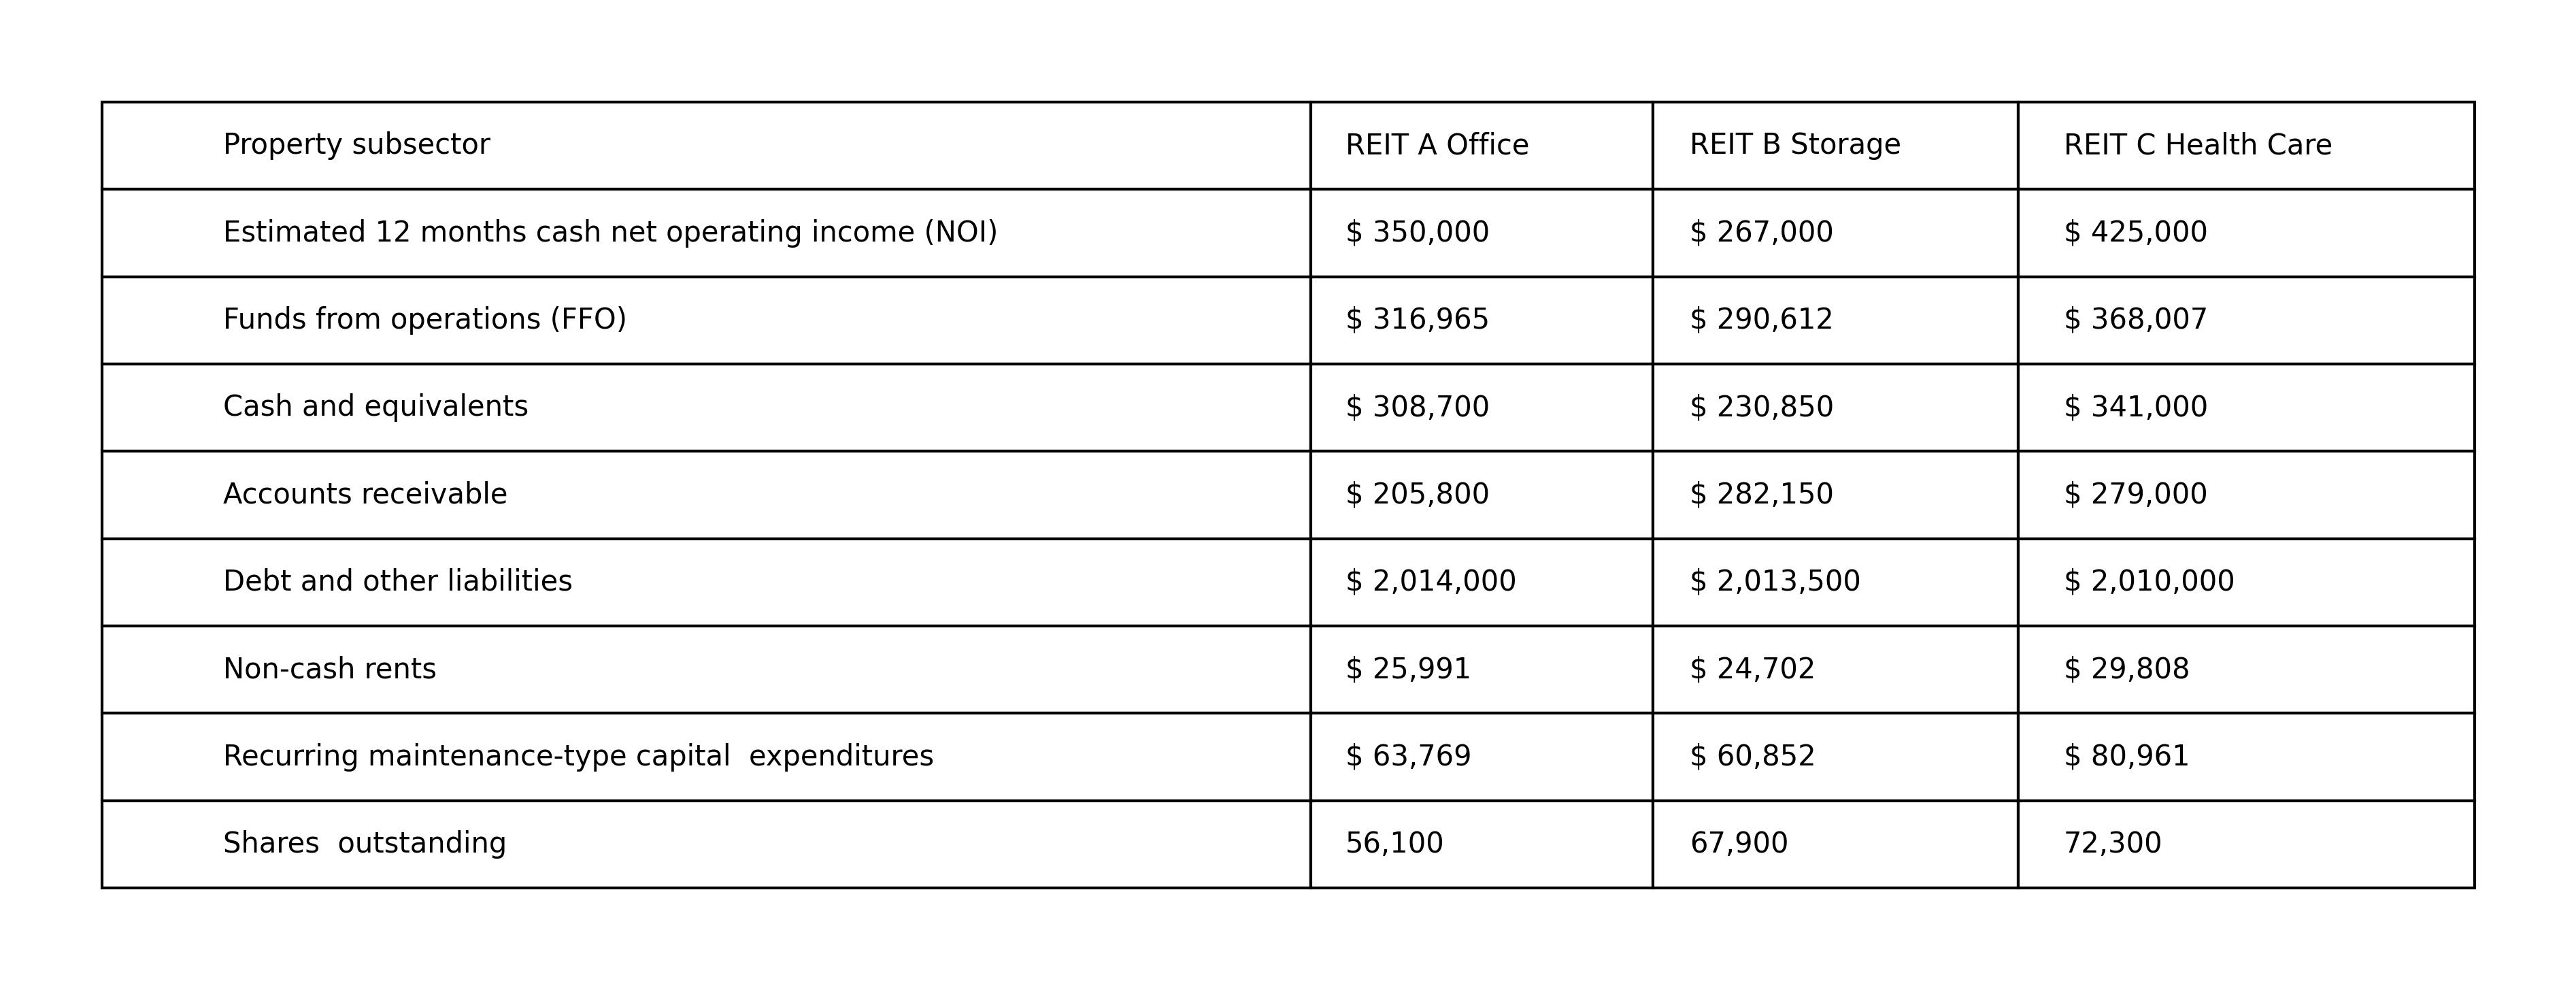 Property subsector REIT A Office REIT B Storage REIT C Health Care
Estimated 12 months cash net operating income (NOI) $ 350,000 $ 267,000 $ 425,000
Funds from operations (FFO) $ 316,965 $ 290,612 $ 368,007
Cash and equivalents $ 308,700 $ 230,850 $ 341,000
Accounts receivable $ 205,800 $ 282,150 $ 279,000
Debt and other liabilities $ 2,014,000 $ 2,013,500 $ 2,010,000
Non-cash rents $ 25,991 $ 24,702 $ 29,808
Recurring maintenance-type capital  expenditures $ 63,769 $ 60,852 $ 80,961
Shares  outstanding 56,100 67,900 72,300